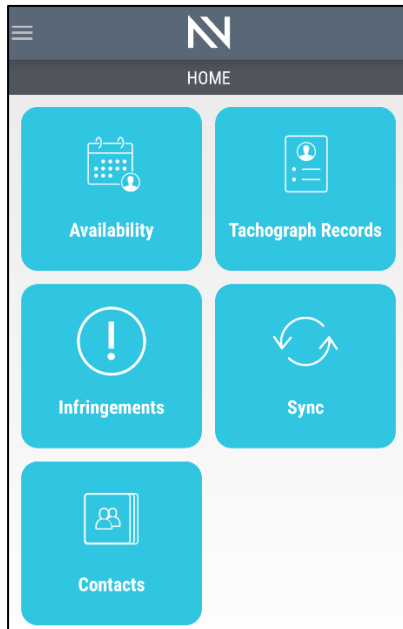 HOME
Availability
Tachograph Records
Infringements
Sync
Contacts